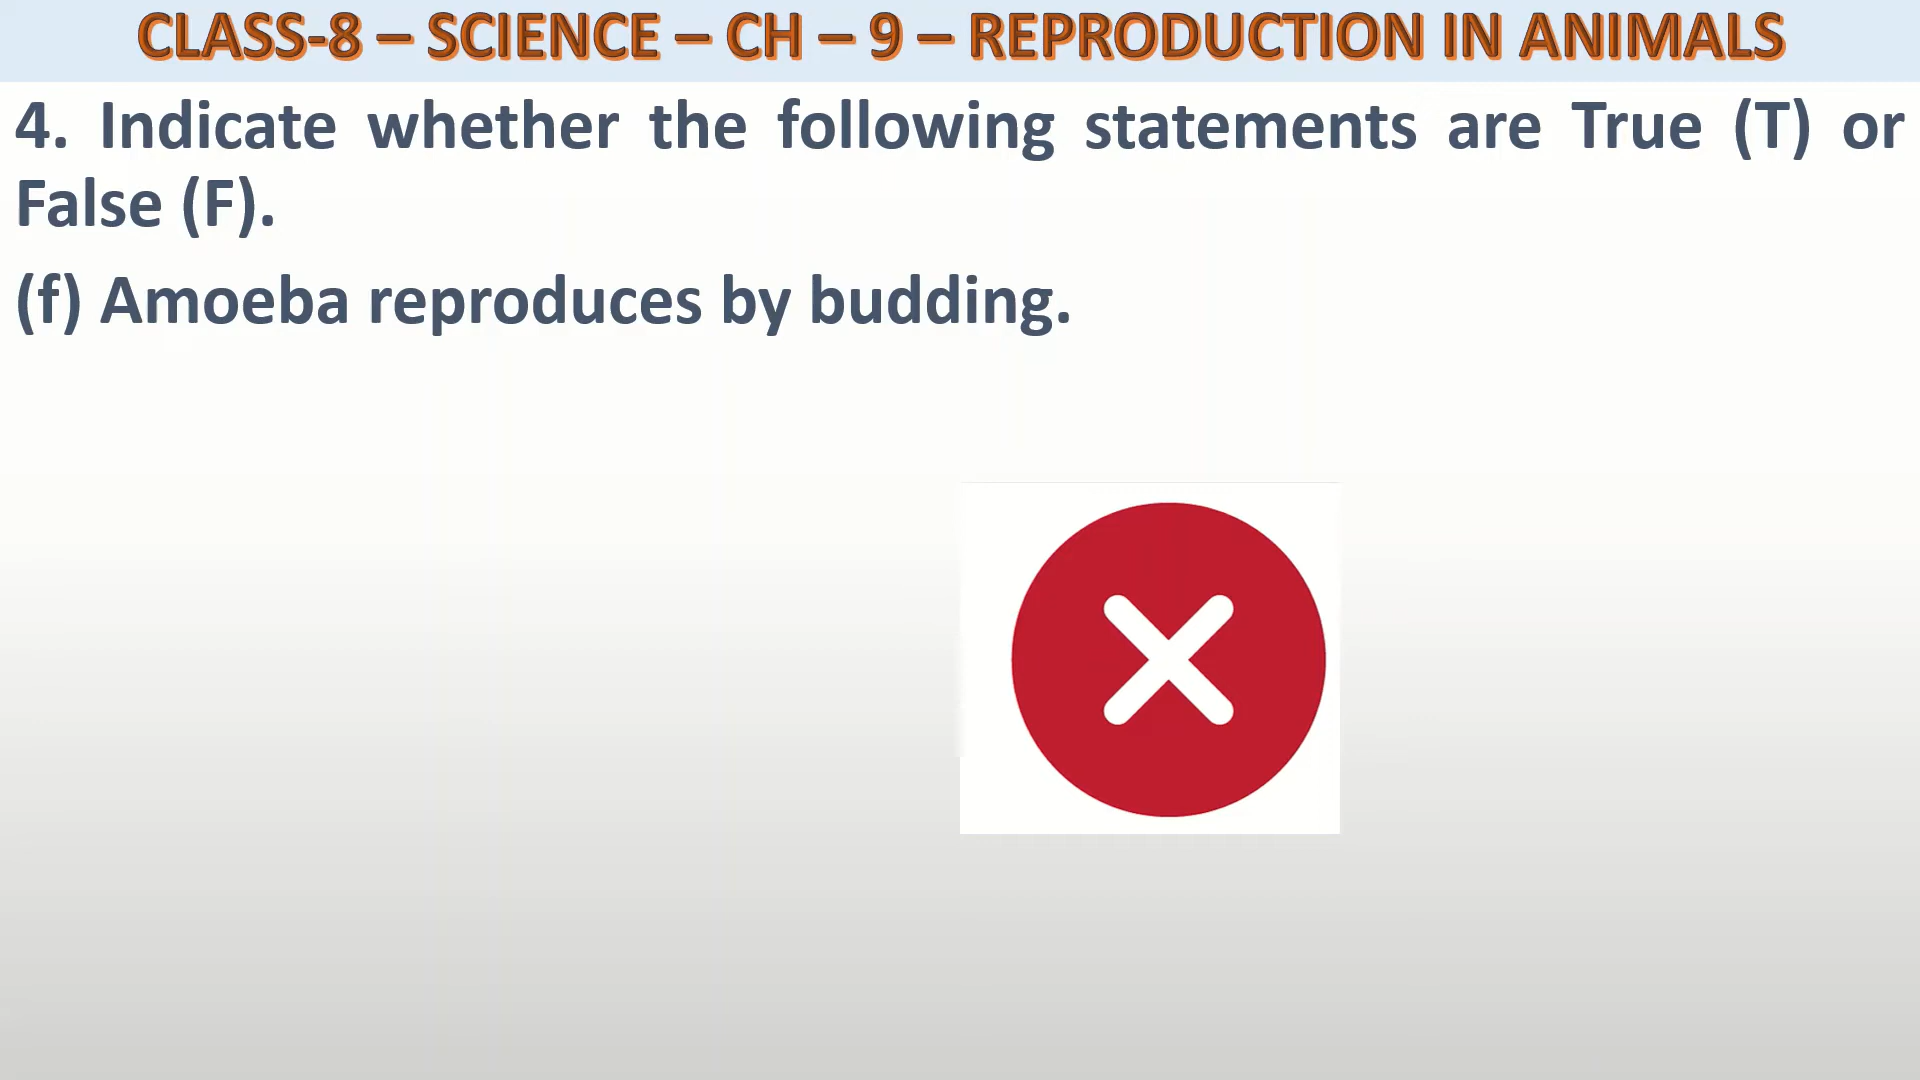 CLASS-8 – SCIENCE – CH – 9 – REPRODUCTION IN ANIMALS
4. Indicate whether the following statements are True (T) or
False (F).
(f) Amoeba reproduces by budding.